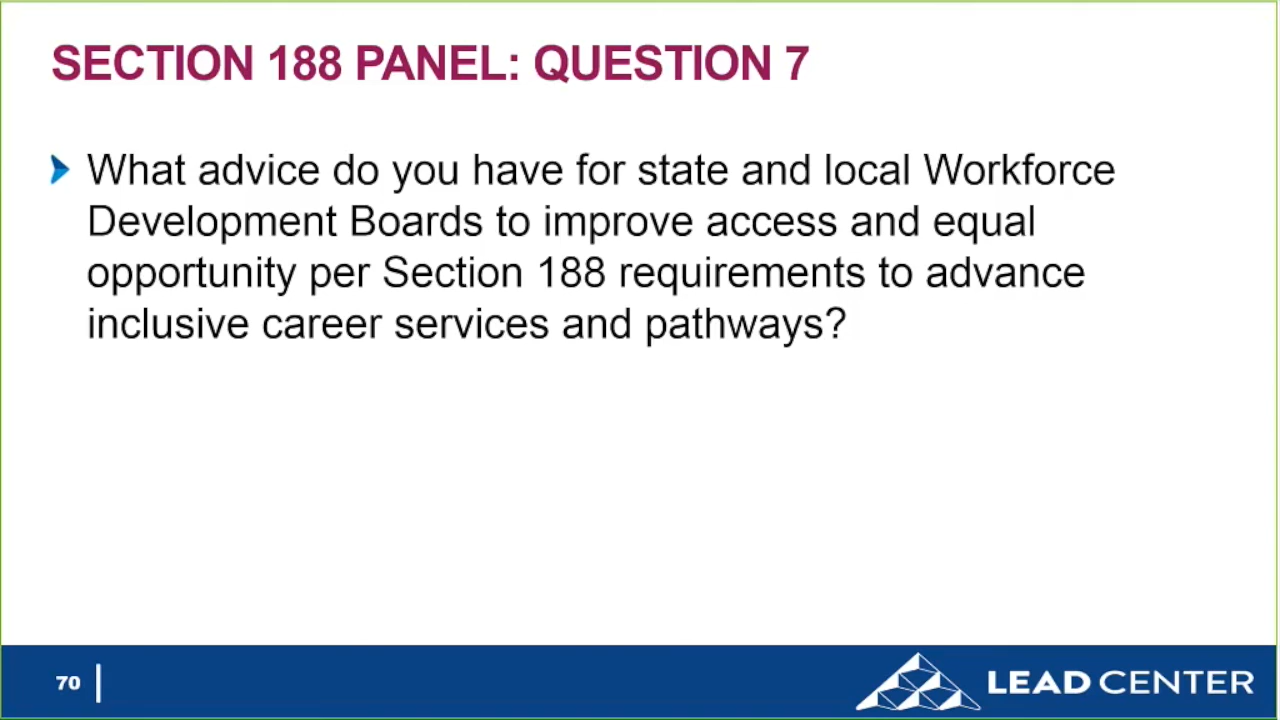 SECTION 188 PANEL: QUESTION 7
What advice do you have for state and local Workforce
Development Boards to improve access and equal
opportunity per Section 188 requirements to advance
inclusive career services and pathways?
70
LEAD CENTER